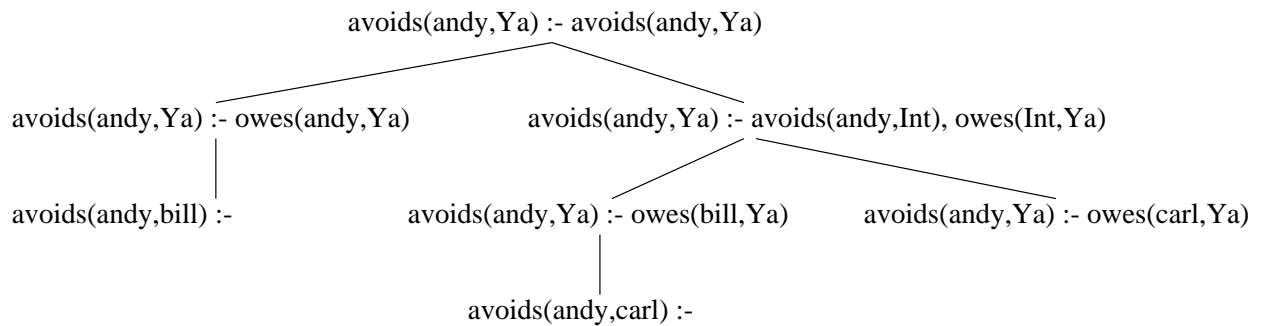 avoids(andy,Ya) :- avoids(andy,Ya)
avoids(andy,Ya) :- owes(andy,Ya)
avoids(andy,Ya) :- avoids(andy,Int), owes(Int,Ya)
avoids(andy,bill) :-
avoids(andy,Ya) :- owes(bill,Ya)
avoids(andy,Ya) :- owes(carl,Ya)
avoids(andy,carl) :-